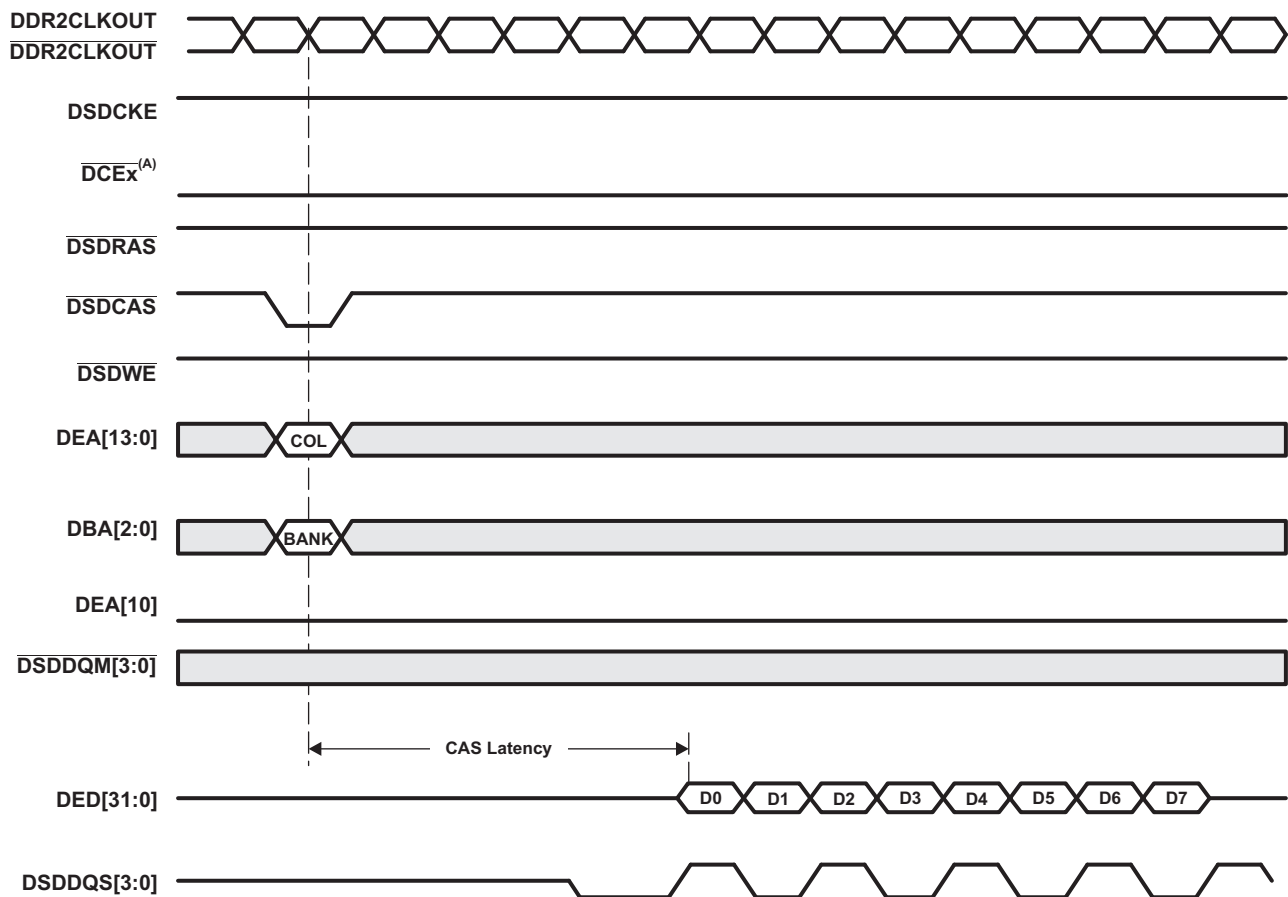 DDR2CLKOUT
DDR2CLKOUT
DSDCKE
DCEx(A)
DSDRAS
DSDCAS
DSDWE
DEA[13:0]
COL
DBA[2:0]
BANK
DEA[10]
DSDDQM[3:0]
CAS Latency
DED[31:0]
D0 D1 D2 D3 D4 D5 D6 D7
DSDDQS[3:0]